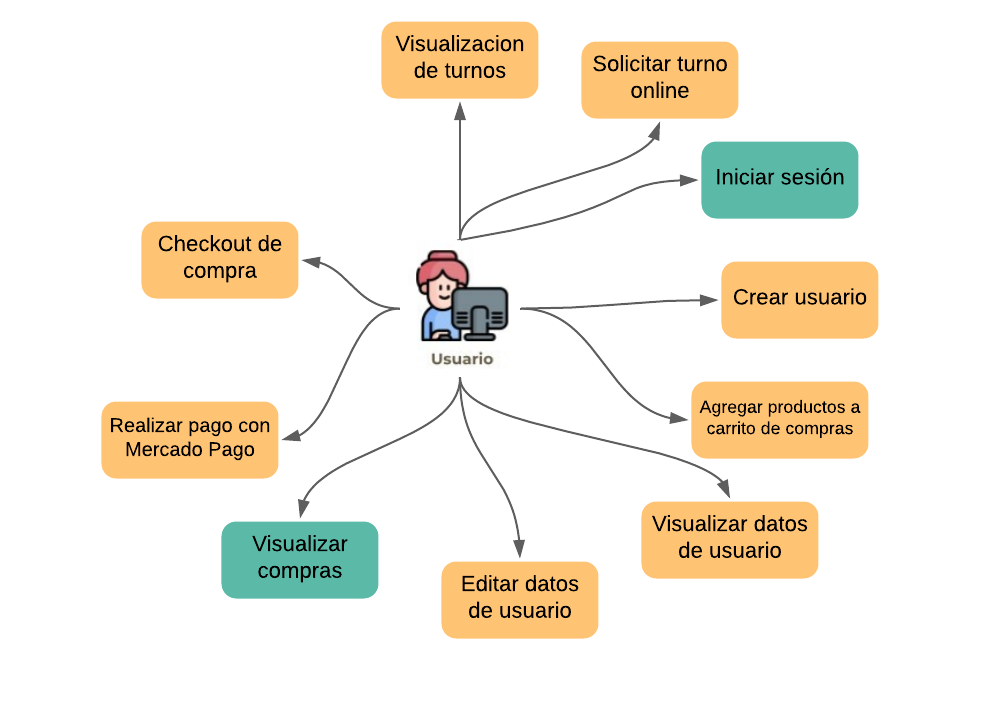 Visualizacion
de turnos
Solicitar turno
online
Iniciar sesión
Checkout de
compra
Crear usuario
Usuario
Agregar productos a
carrito de compras
Realizar pago con
Mercado Pago
Visualizar datos
de usuario
Visualizar
compras
Editar datos
de usuario